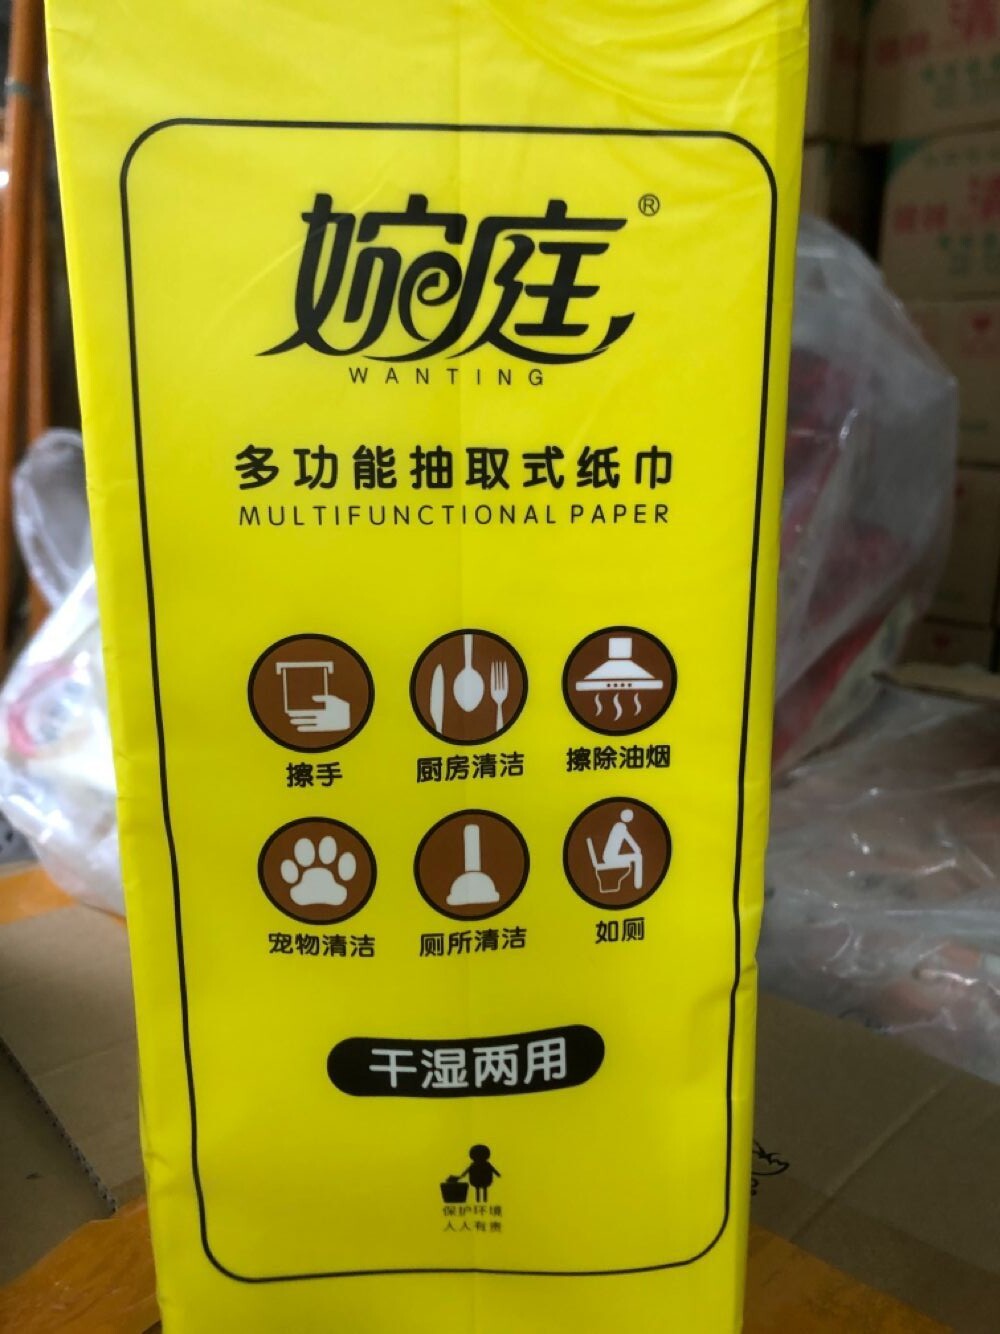 婉庭®
WANTING
多功能抽取式纸巾
MULTIFUNCTIONAL PAPER
擦手 厨房清洁 擦除油烟
宠物清洁 厕所清洁 如厕
干湿两用
保护环境
人人有责